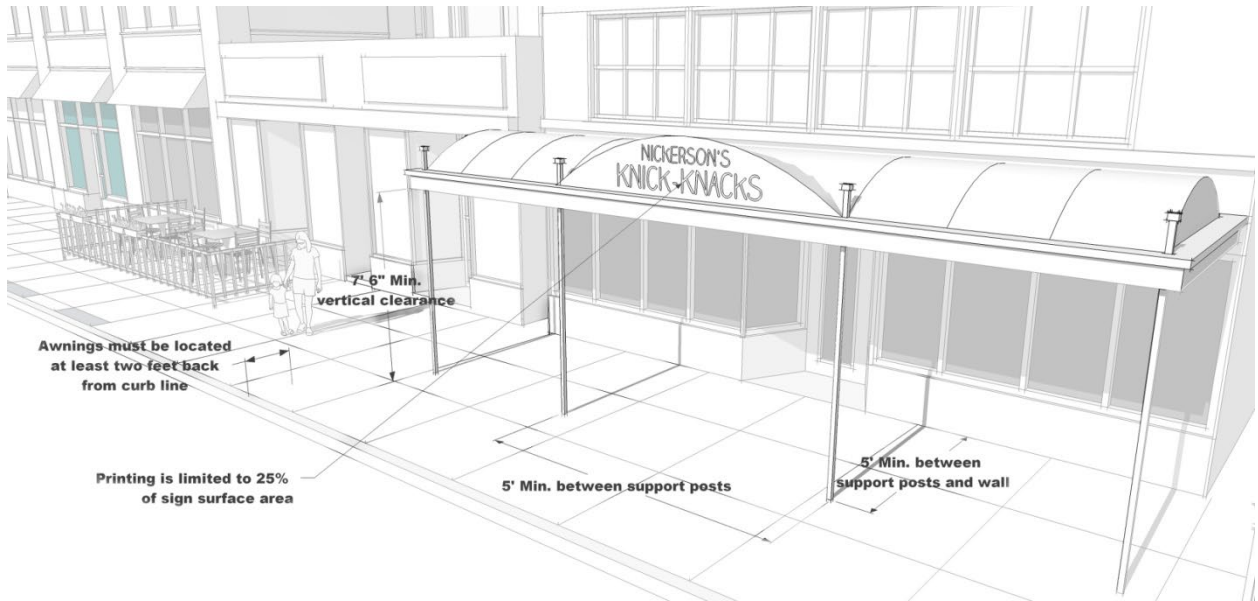 NICKERSON'S
KNICK-KNACKS
7' 6" Min.
vertical clearance
Awnings must be located
at least two feet back
from curb line
Printing is limited to 25%
of sign surface area
5' Min. between support posts
5' Min. between
support posts and wall